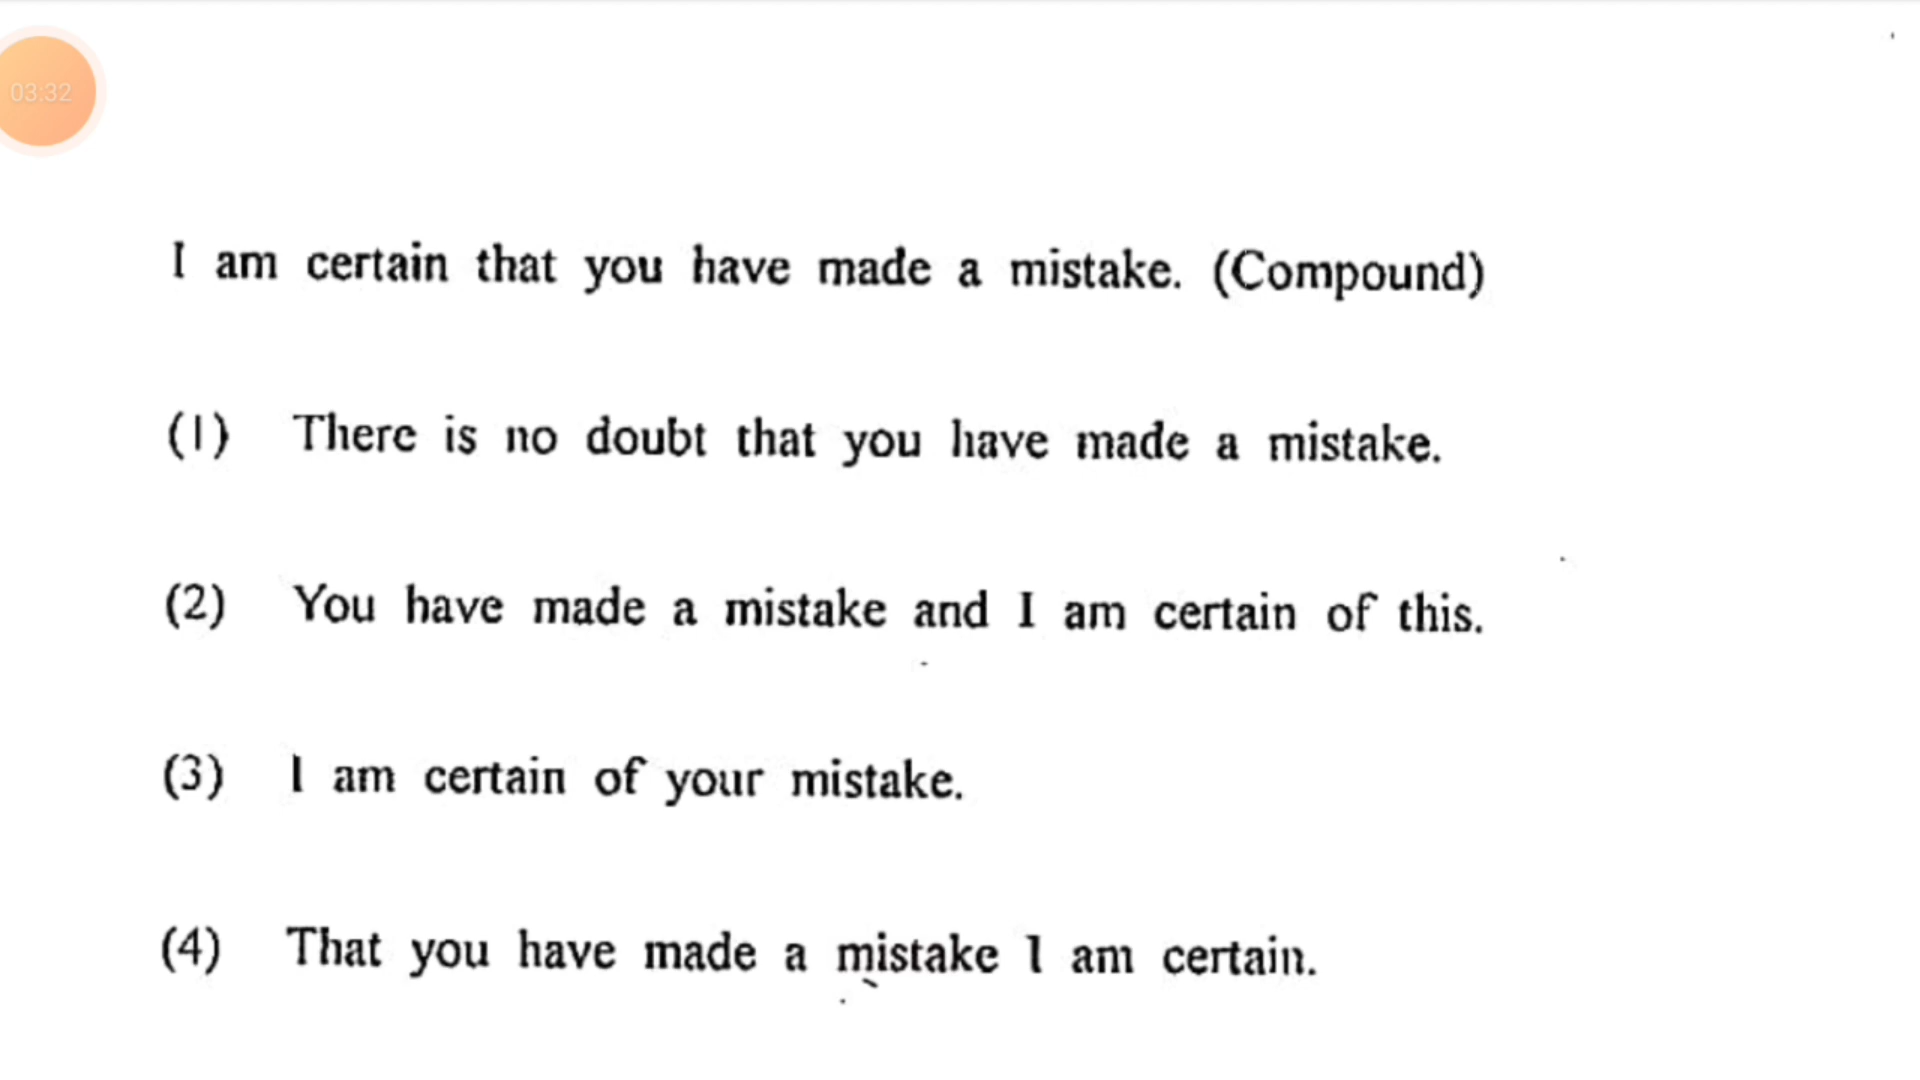 03:32
I am certain that you have made a mistake. (Compound)
(1) There is no doubt that you have made a mistake.
(2) You have made a mistake and I am certain of this.
(3) I am certain of your mistake.
(4) That you have made a mistake I am certain.